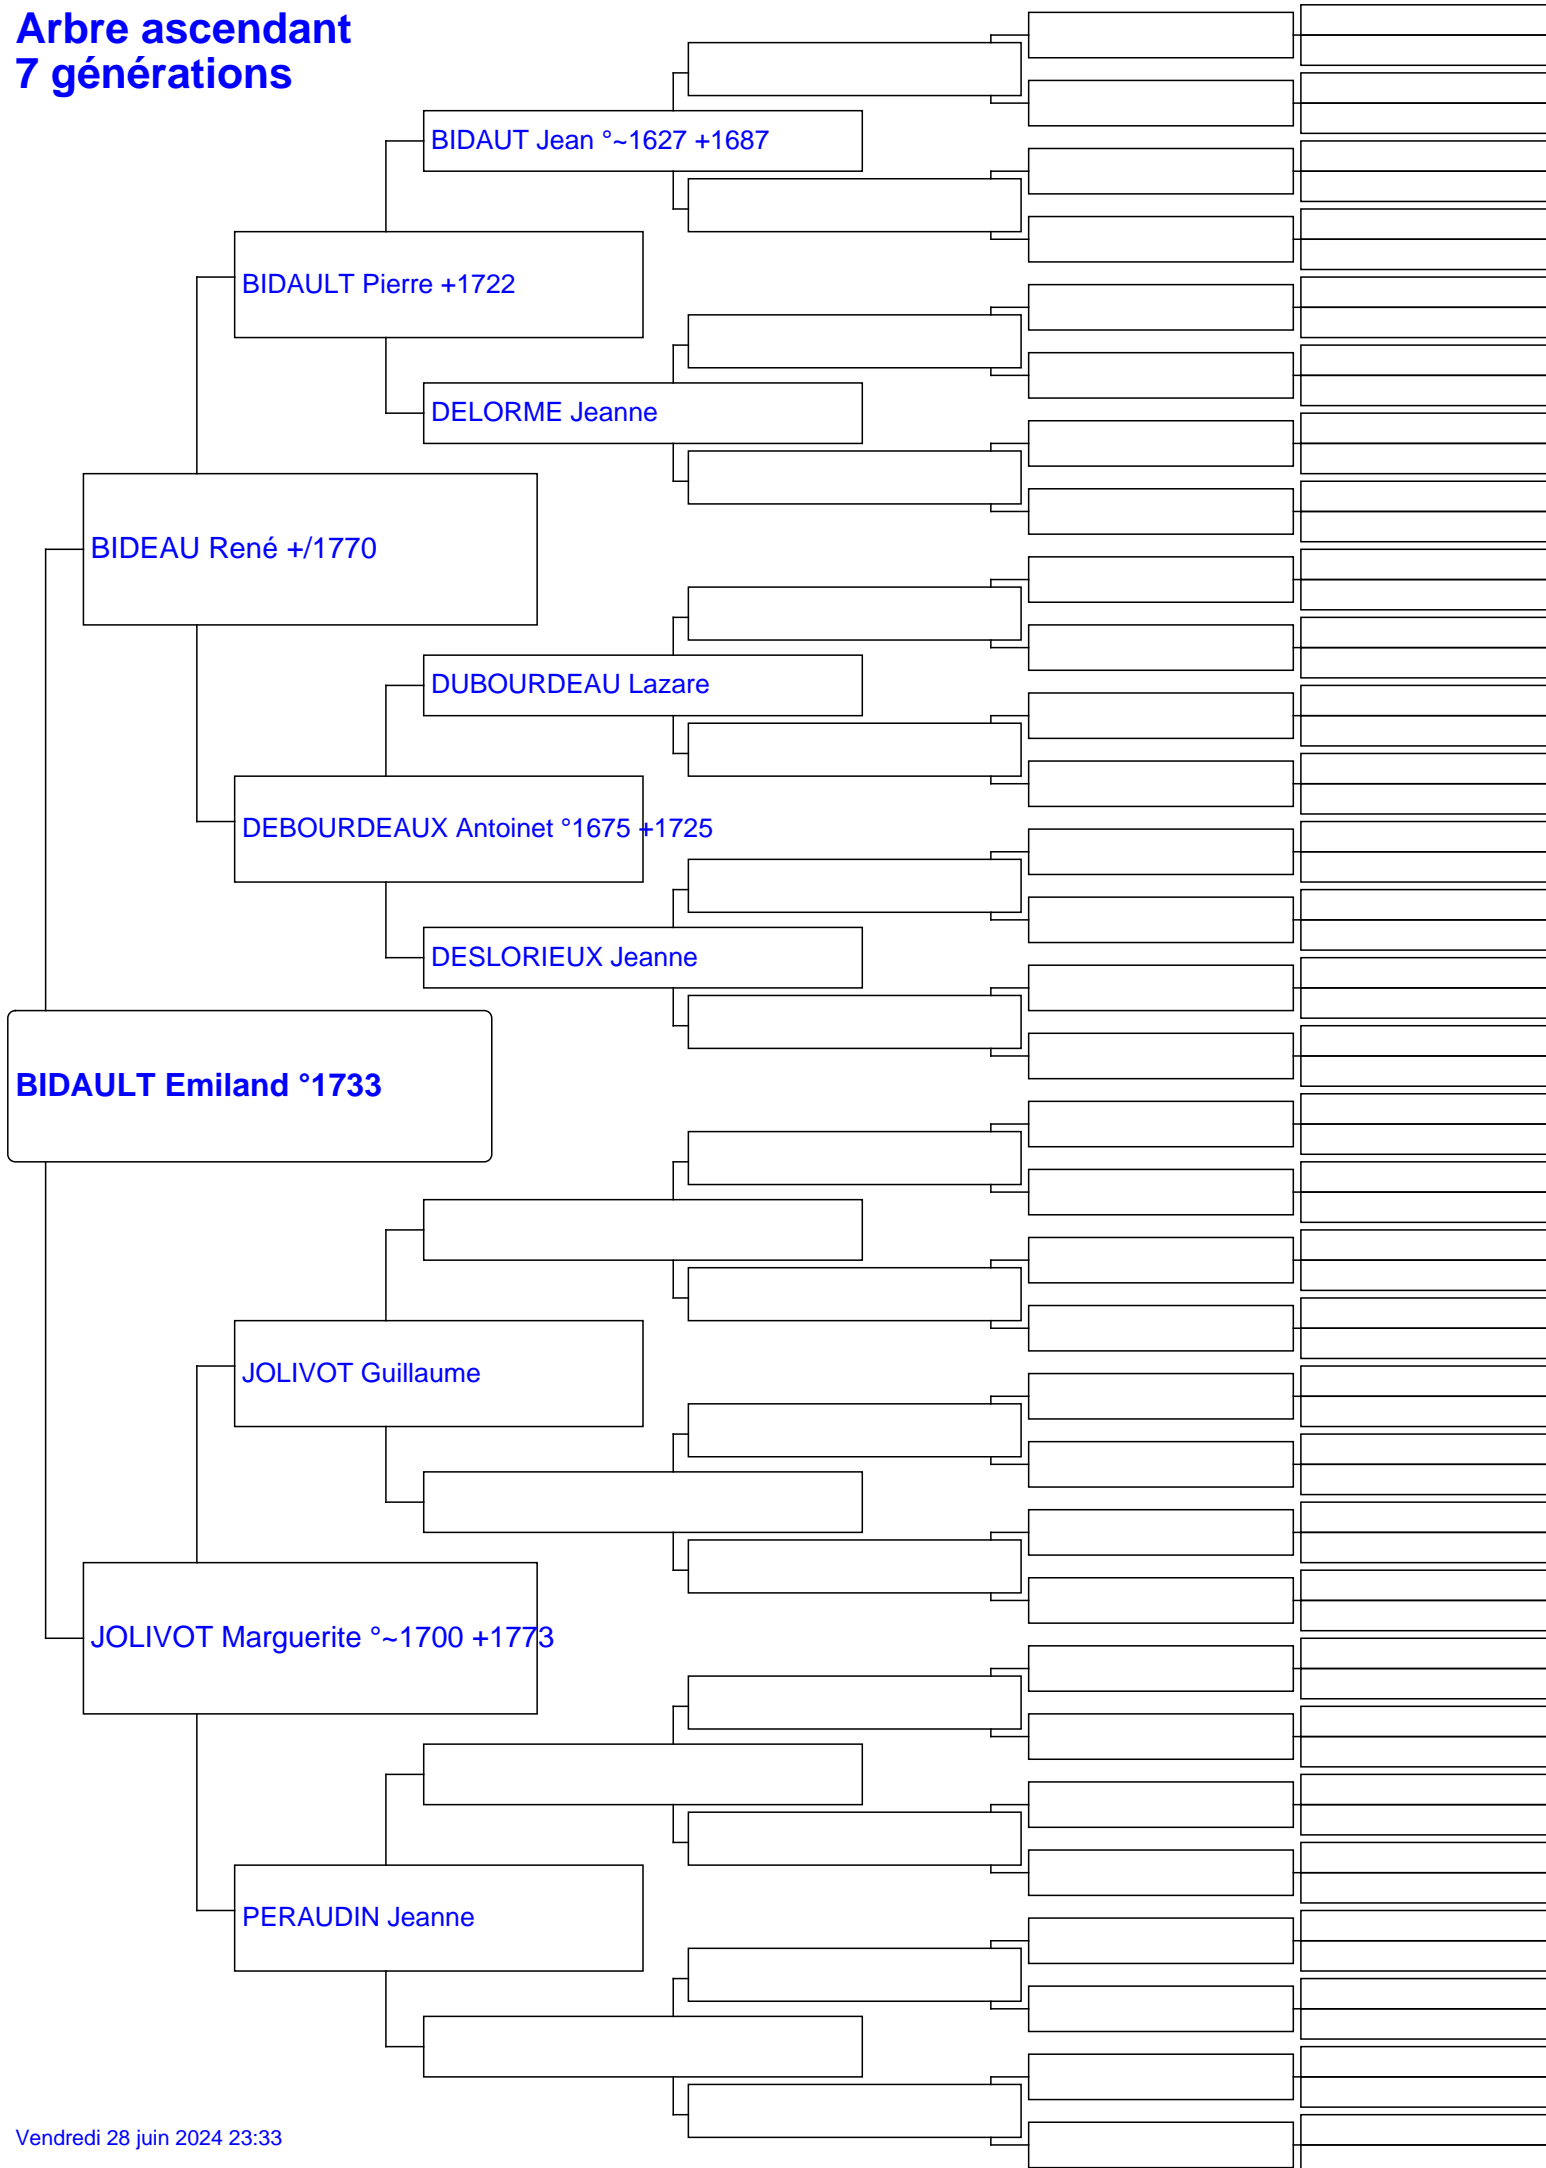 Arbre ascendant
7 générations
BIDAUT Jean °~1627 +1687
BIDAULT Pierre +1722
DELORME Jeanne
BIDEAU René +/1770
DUBOURDEAU Lazare
DEBOURDEAUX Antoinet °1675 +1725
DESLORIEUX Jeanne
BIDAULT Emiland °1733
JOLIVOT Guillaume
JOLIVOT Marguerite °~1700 +1773
PERAUDIN Jeanne
Vendredi 28 juin 2024 23:33